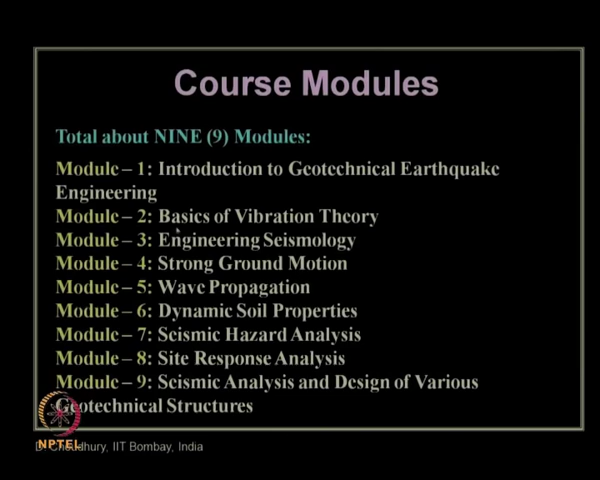 Course Modules
Total about NINE (9) Modules:
Module – 1: Introduction to Geotechnical Earthquake
Engineering
Module – 2: Basics of Vibration Theory
Module – 3: Engineering Seismology
Module – 4: Strong Ground Motion
Module – 5: Wave Propagation
Module – 6: Dynamic Soil Properties
Module – 7: Seismic Hazard Analysis
Module – 8: Site Response Analysis
Module – 9: Seismic Analysis and Design of Various
Geotechnical Structures
NPTEL
D. Choudhury, IIT Bombay, India